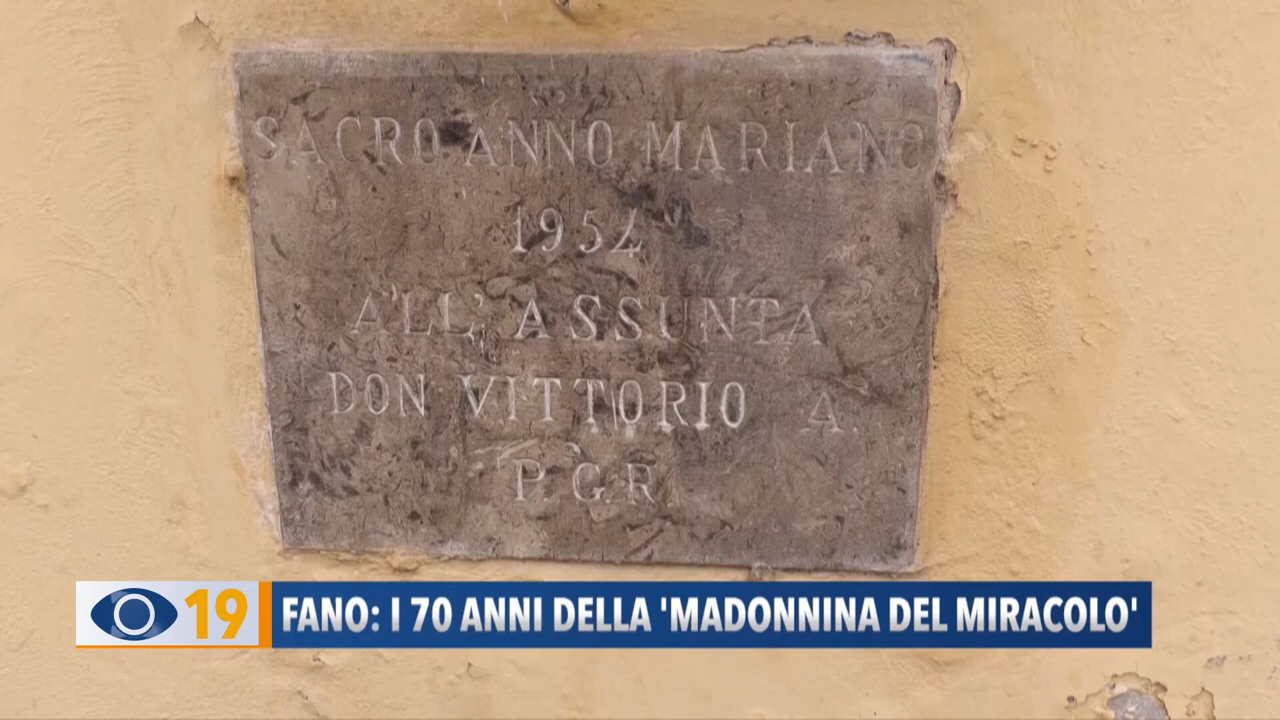 SACRO ANNO MARIANO
1954
ALL' ASSUNTA
DON VITTORIO A.
P. G. R.
19
FANO: I 70 ANNI DELLA 'MADONNINA DEL MIRACOLO'